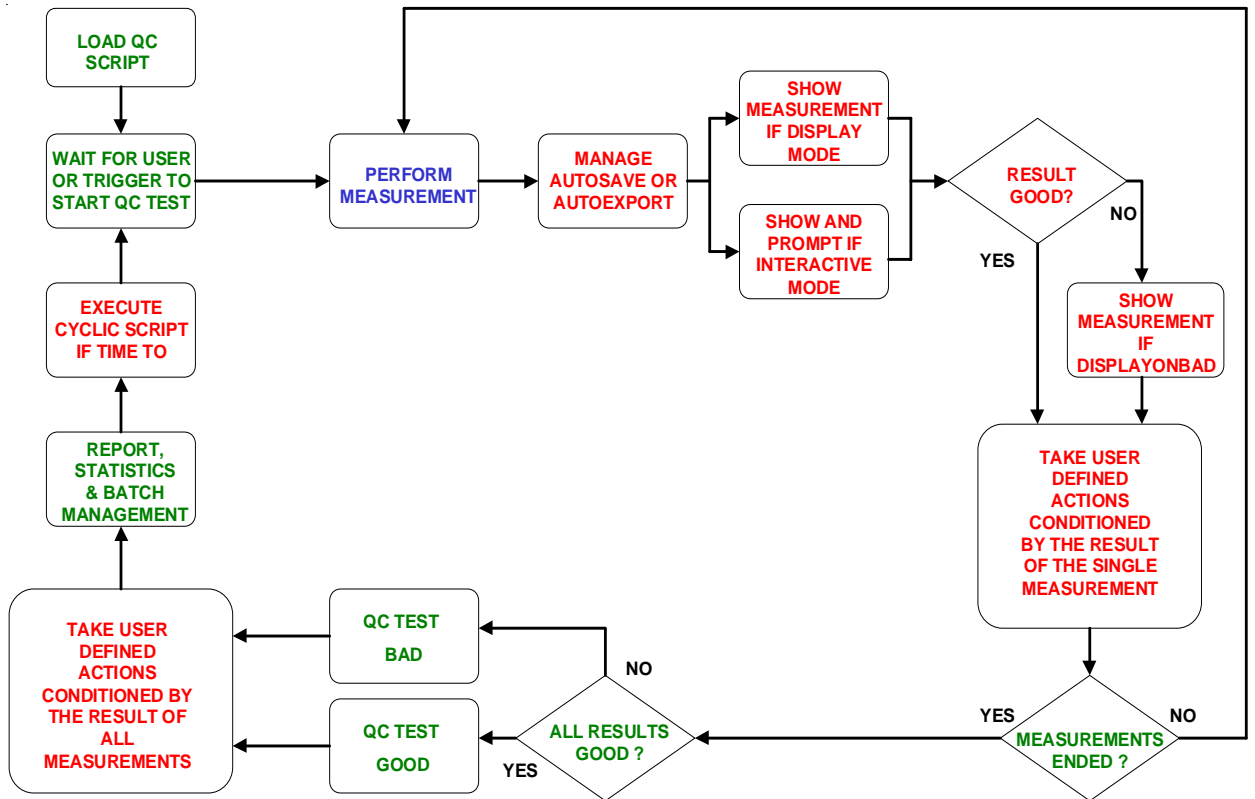 LOAD QC
SCRIPT
WAIT FOR USER
OR TRIGGER TO
START QC TEST
PERFORM
MEASUREMENT
MANAGE
AUTOSAVE OR
AUTOEXPORT
SHOW
MEASUREMENT
IF DISPLAY
MODE
SHOW AND
PROMPT IF
INTERACTIVE
MODE
RESULT
GOOD?
NO
YES
SHOW
MEASUREMENT
IF
DISPLAYONBAD
TAKE USER
DEFINED
ACTIONS
CONDITIONED
BY THE RESULT
OF THE SINGLE
MEASUREMENT
MEASUREMENTS
ENDED ?
YES
NO
ALL RESULTS
GOOD ?
NO
YES
QC TEST
BAD
QC TEST
GOOD
TAKE USER
DEFINED
ACTIONS
CONDITIONED BY
THE RESULT OF
ALL
MEASUREMENTS
REPORT,
STATISTICS
& BATCH
MANAGEMENT
EXECUTE
CYCLIC SCRIPT
IF TIME TO